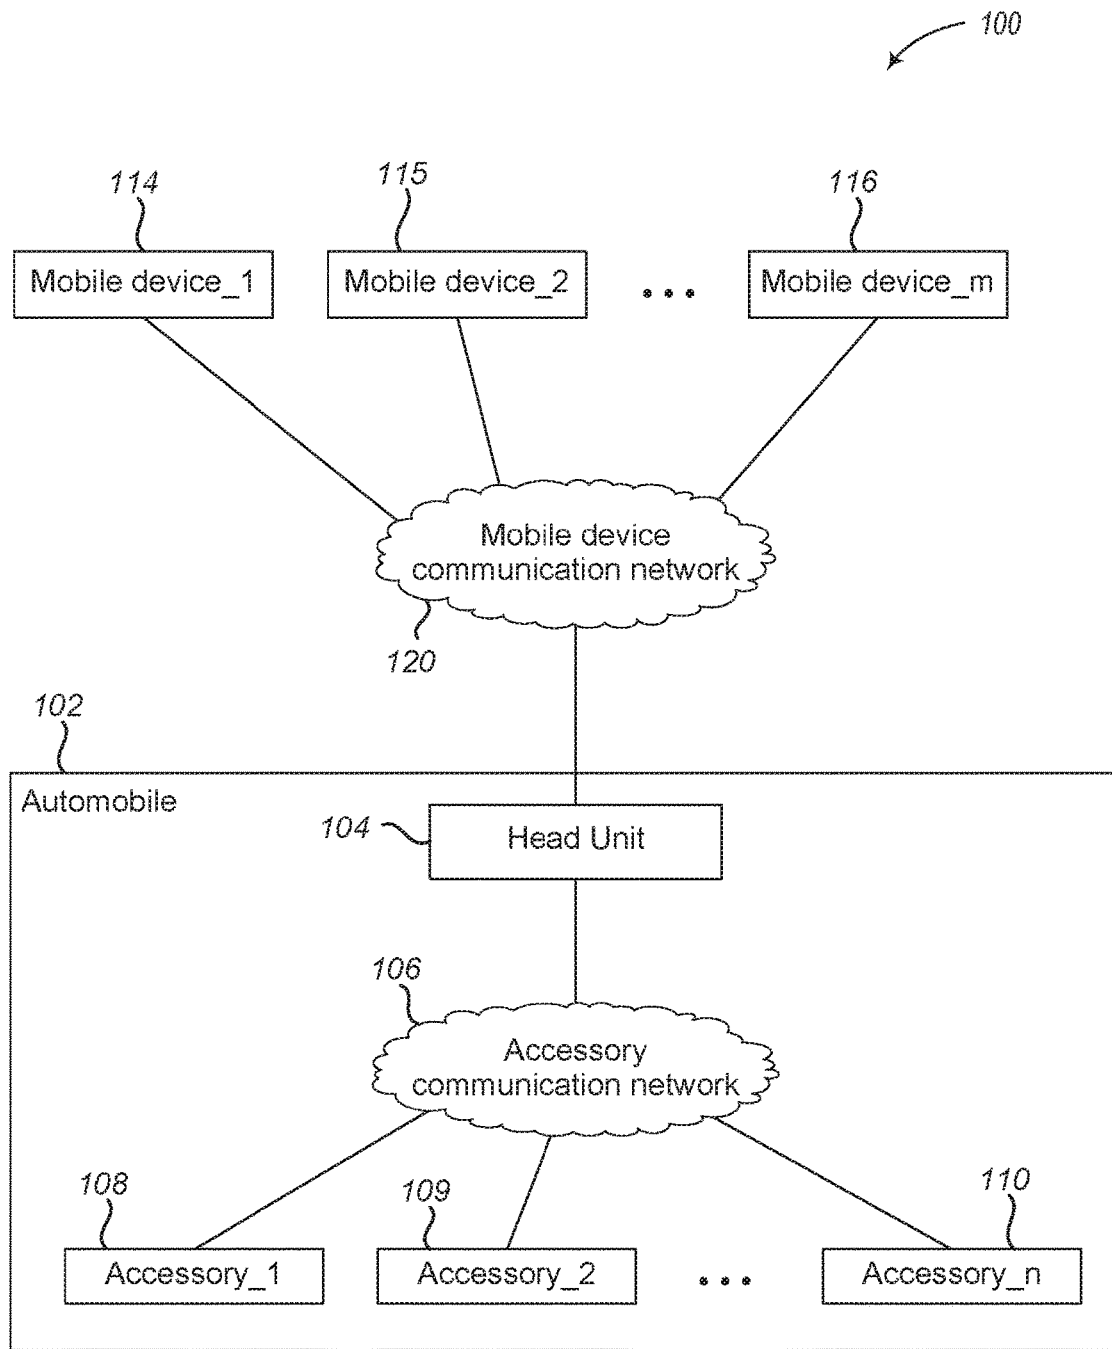 100
114
115
116
Mobile device_1
Mobile device_2
• • •
Mobile device_m
Mobile device
communication network
120
102
Automobile
104
Head Unit
106
Accessory
communication network
108
109
110
Accessory_1
Accessory_2
• • •
Accessory_n